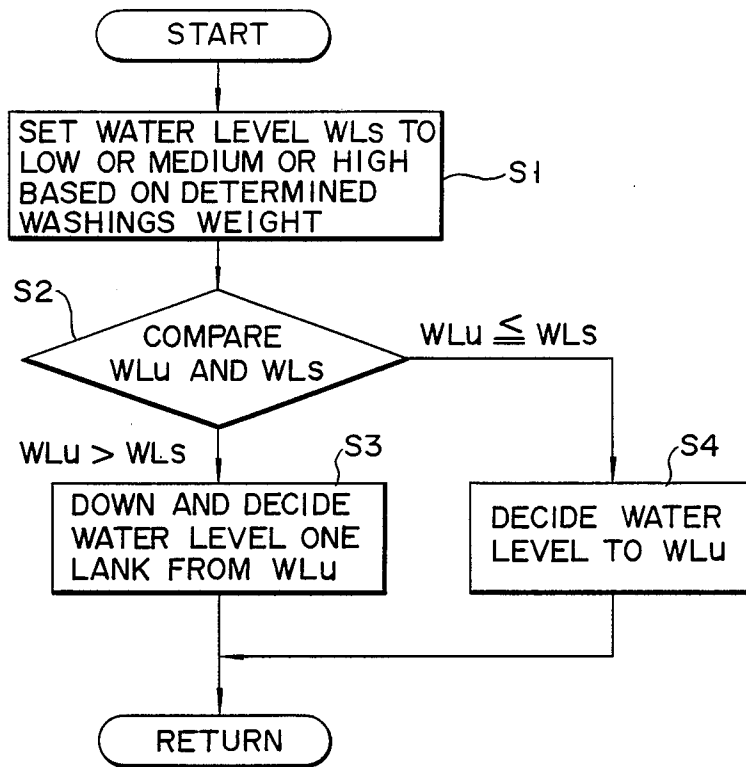 START
SET WATER LEVEL WLs TO
LOW OR MEDIUM OR HIGH
BASED ON DETERMINED
WASHINGS WEIGHT
S1
S2
COMPARE
WLu AND WLs
WLu ≦ WLs
WLu > WLs
S3
DOWN AND DECIDE
WATER LEVEL ONE
LANK FROM WLu
S4
DECIDE WATER
LEVEL TO WLu
RETURN